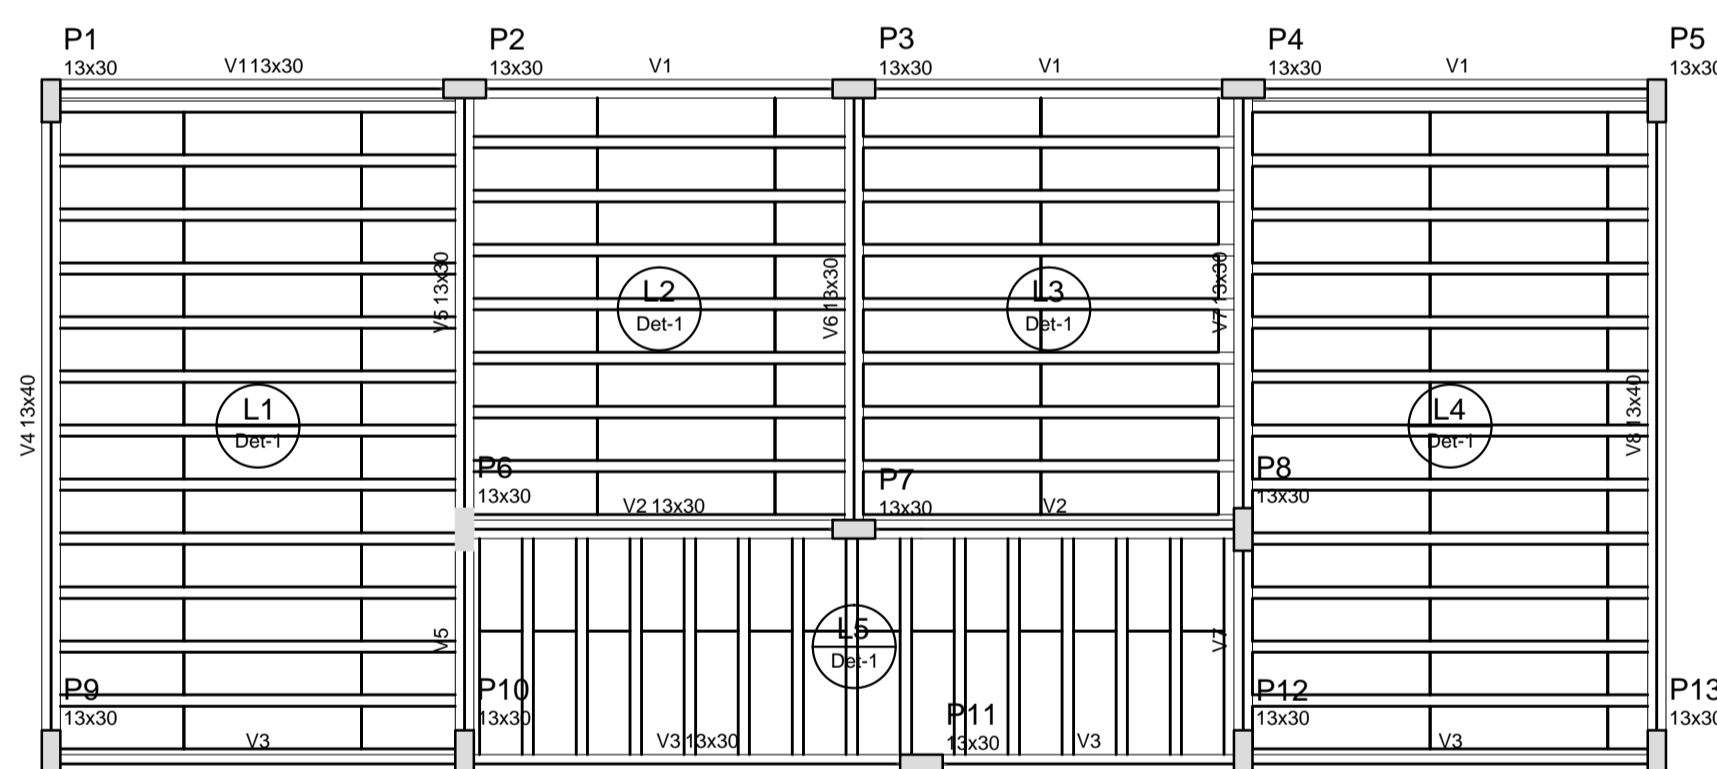 P1
13x30
V1 13x30
P2
13x30
V1
P3
13x30
V1
P4
13x30
V1
P5
13x30
V4 13x40
V5 13x30
V6 13x30
V7 13x30
V8 13x40
L2
Det-1
L3
Det-1
L1
Det-1
L4
Det-1
P6
13x30
V2 13x30
P7
13x30
V2
P8
13x30
V5
L5
Det-1
V7
P9
13x30
V3
P10
13x30
V3 13x30
P11
13x30
V3
P12
13x30
V3
P13
13x30